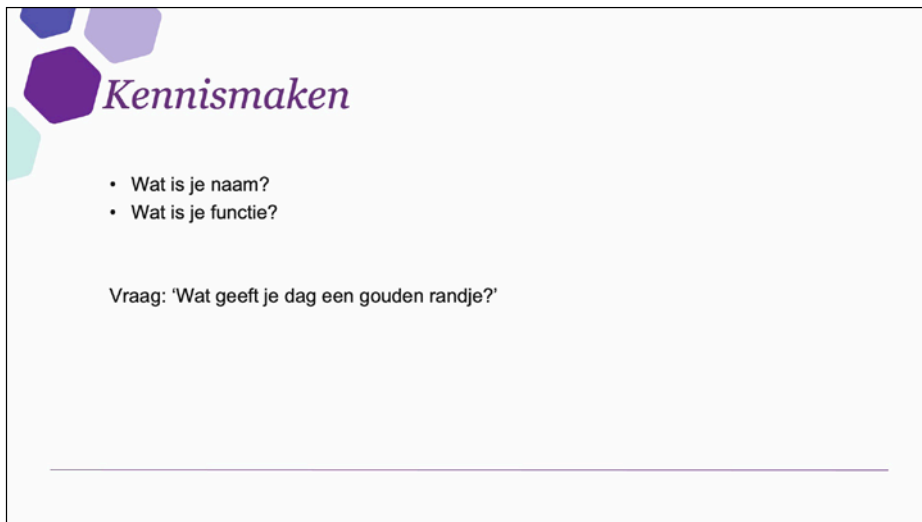 Kennismaken
• Wat is je naam?
• Wat is je functie?
Vraag: ‘Wat geeft je dag een gouden randje?’